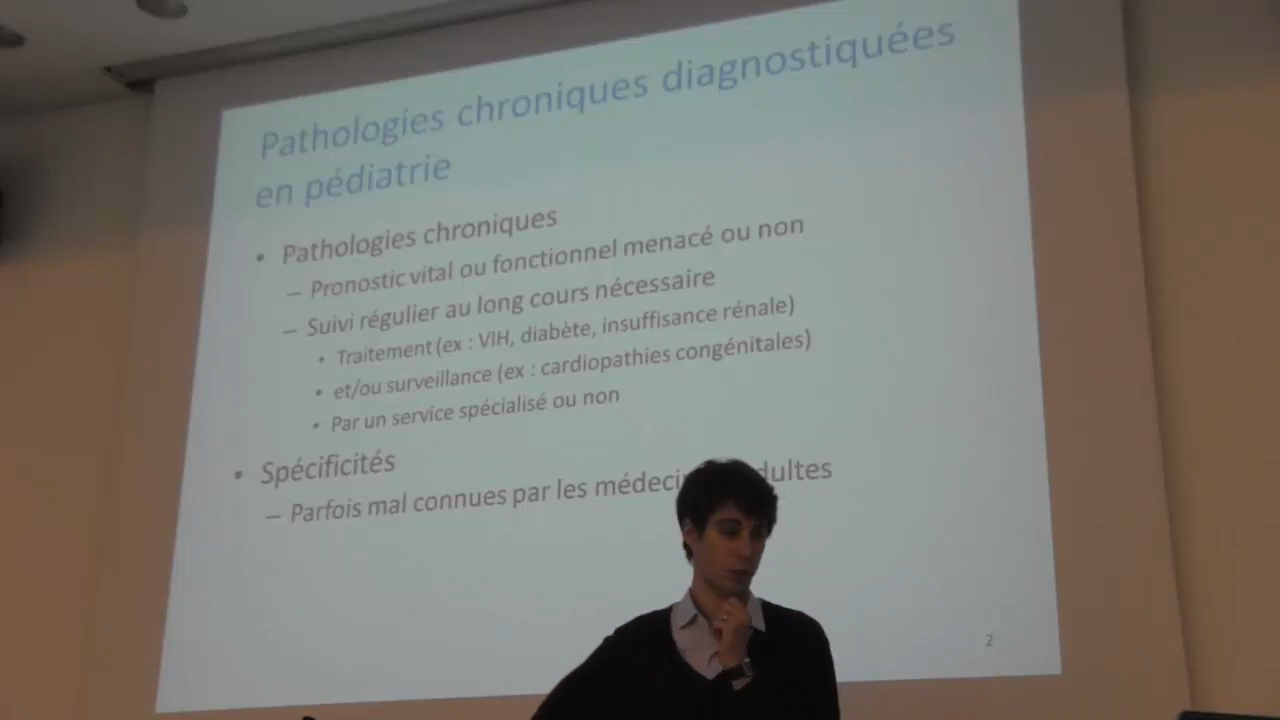 Pathologies chroniques diagnostiquées
en pédiatrie
• Pathologies chroniques
– Pronostic vital ou fonctionnel menacé ou non
– Suivi régulier au long cours nécessaire
• Traitement (ex : VIH, diabète, insuffisance rénale)
• et/ou surveillance (ex : cardiopathies congénitales)
• Par un service spécialisé ou non
• Spécificités
– Parfois mal connues par les
2